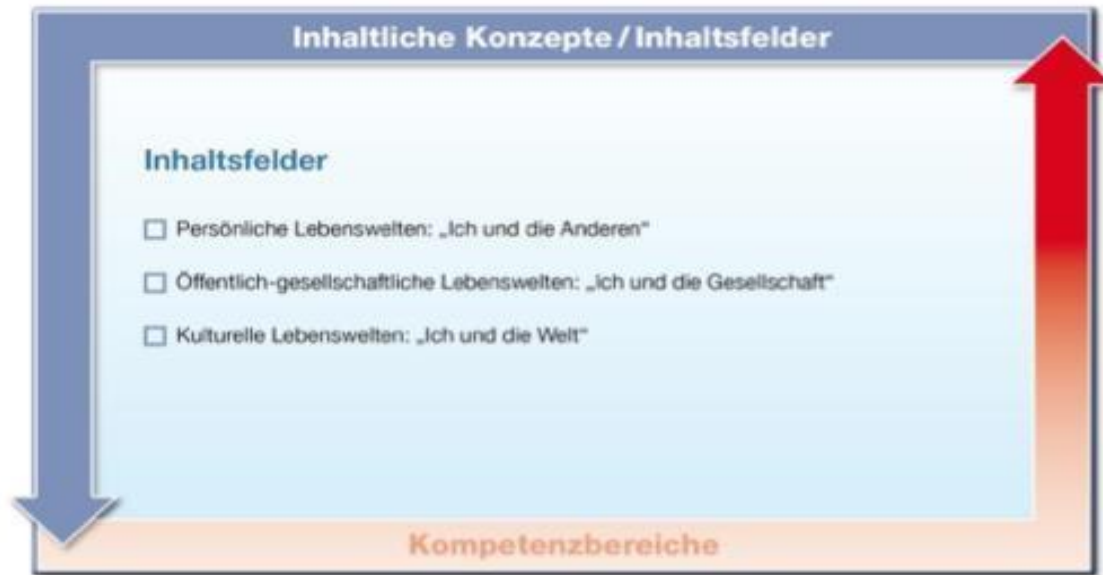 Inhaltliche Konzepte / Inhaltsfelder
Inhaltsfelder
Persönliche Lebenswelten: „Ich und die Anderen“
Öffentlich-gesellschaftliche Lebenswelten: „Ich und die Gesellschaft“
Kulturelle Lebenswelten: „Ich und die Welt“
Kompetenzbereiche